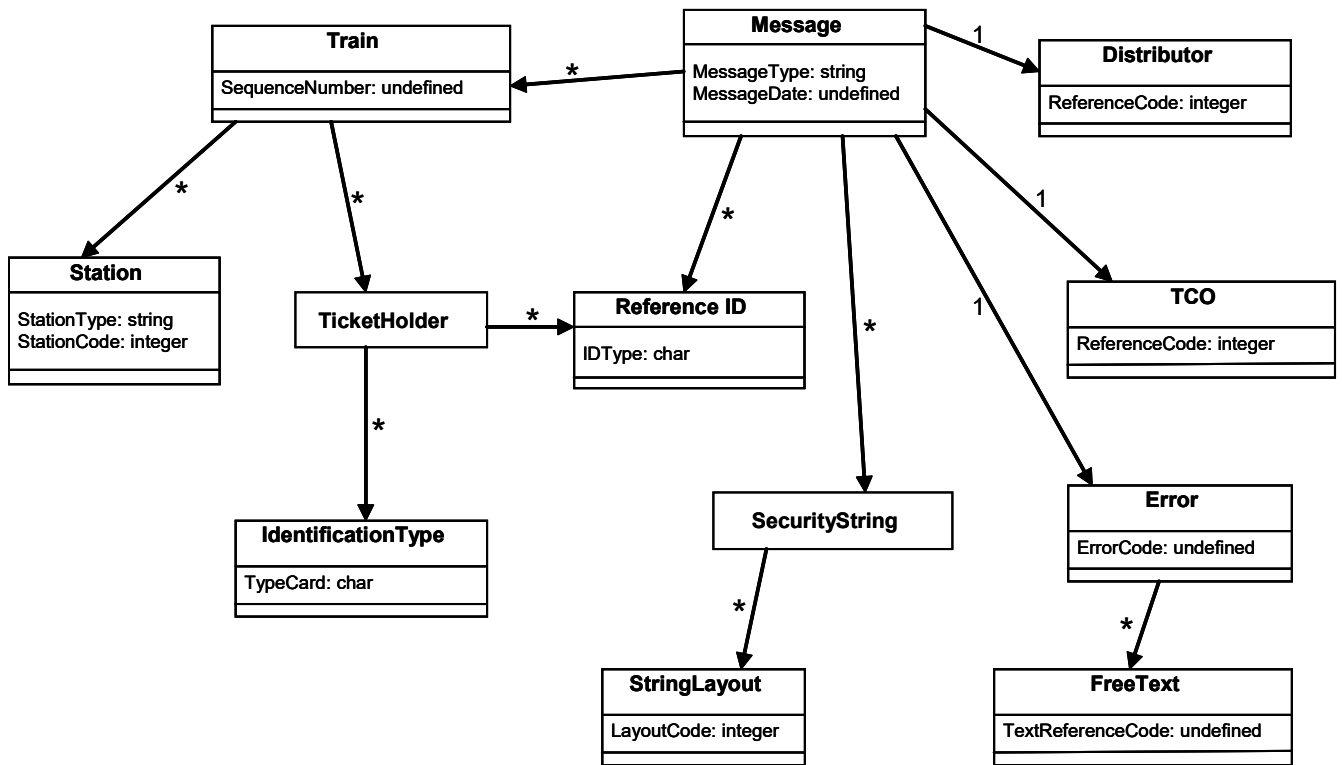 Train
SequenceNumber: undefined
Message
MessageType: string
MessageDate: undefined
Distributor
ReferenceCode: integer
*
1
*
*
*
*
1
1
Station
StationType: string
StationCode: integer
TicketHolder
*
Reference ID
IDType: char
*
TCO
ReferenceCode: integer
*
IdentificationType
TypeCard: char
SecurityString
Error
ErrorCode: undefined
*
*
StringLayout
LayoutCode: integer
FreeText
TextReferenceCode: undefined